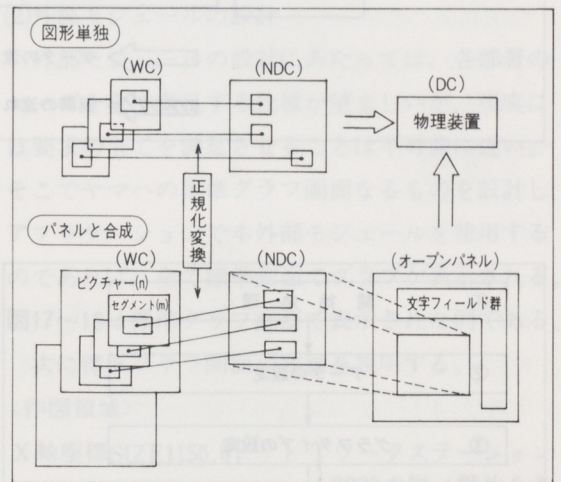 図形単独
(WC)
(NDC)
(DC)
物理装置
正規化変換
パネルと合成
(WC)
ピクチャー(n)
セグメント(m)
(NDC)
(オープンパネル)
文字フィールド群